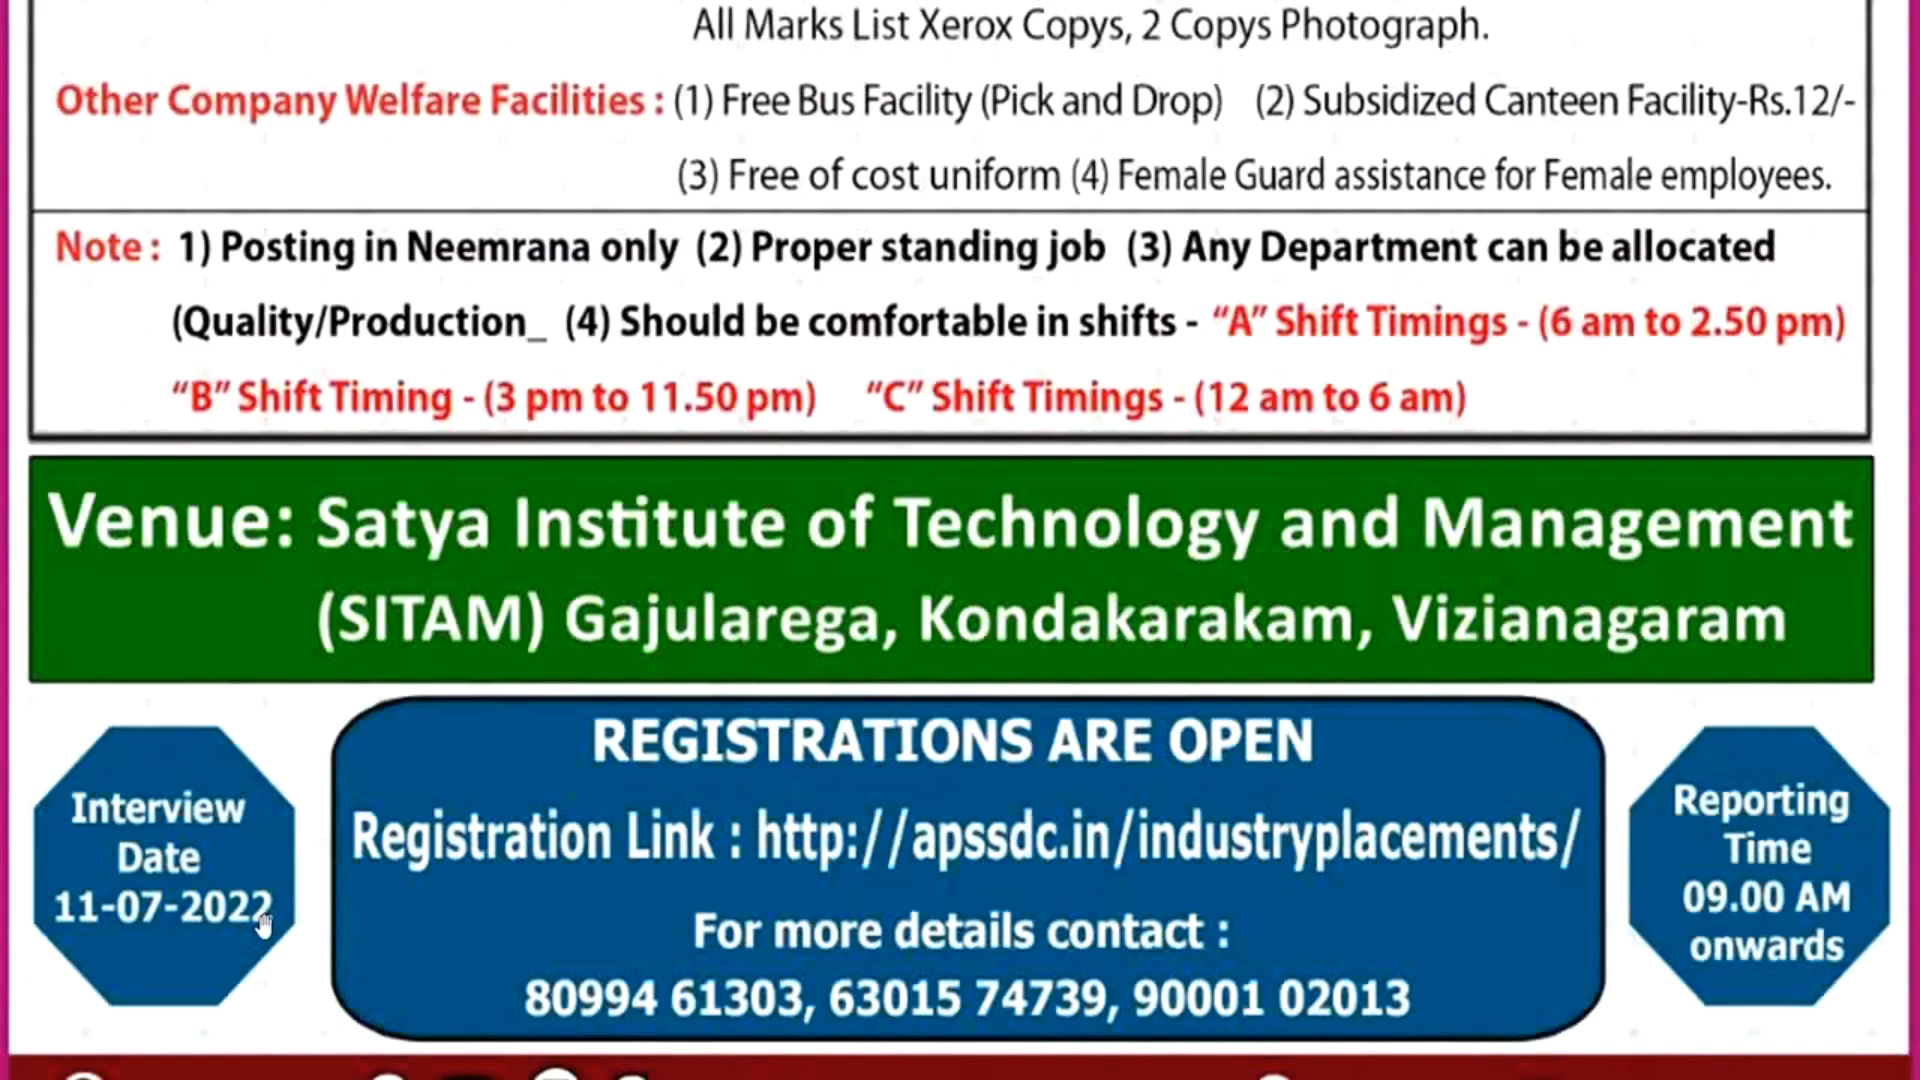 All Marks List Xerox Copys, 2 Copys Photograph.
Other Company Welfare Facilities : (1) Free Bus Facility (Pick and Drop) (2) Subsidized Canteen Facility-Rs.12/-
(3) Free of cost uniform (4) Female Guard assistance for Female employees.
Note : 1) Posting in Neemrana only (2) Proper standing job (3) Any Department can be allocated
(Quality/Production_ (4) Should be comfortable in shifts - “A” Shift Timings - (6 am to 2.50 pm)
“B” Shift Timing - (3 pm to 11.50 pm) “C” Shift Timings - (12 am to 6 am)
Venue: Satya Institute of Technology and Management
(SITAM) Gajularega, Kondakarakam, Vizianagaram
Interview
Date
11-07-2022
REGISTRATIONS ARE OPEN
Registration Link : http://apssdc.in/industryplacements/
For more details contact :
80994 61303, 63015 74739, 90001 02013
Reporting
Time
09.00 AM
onwards